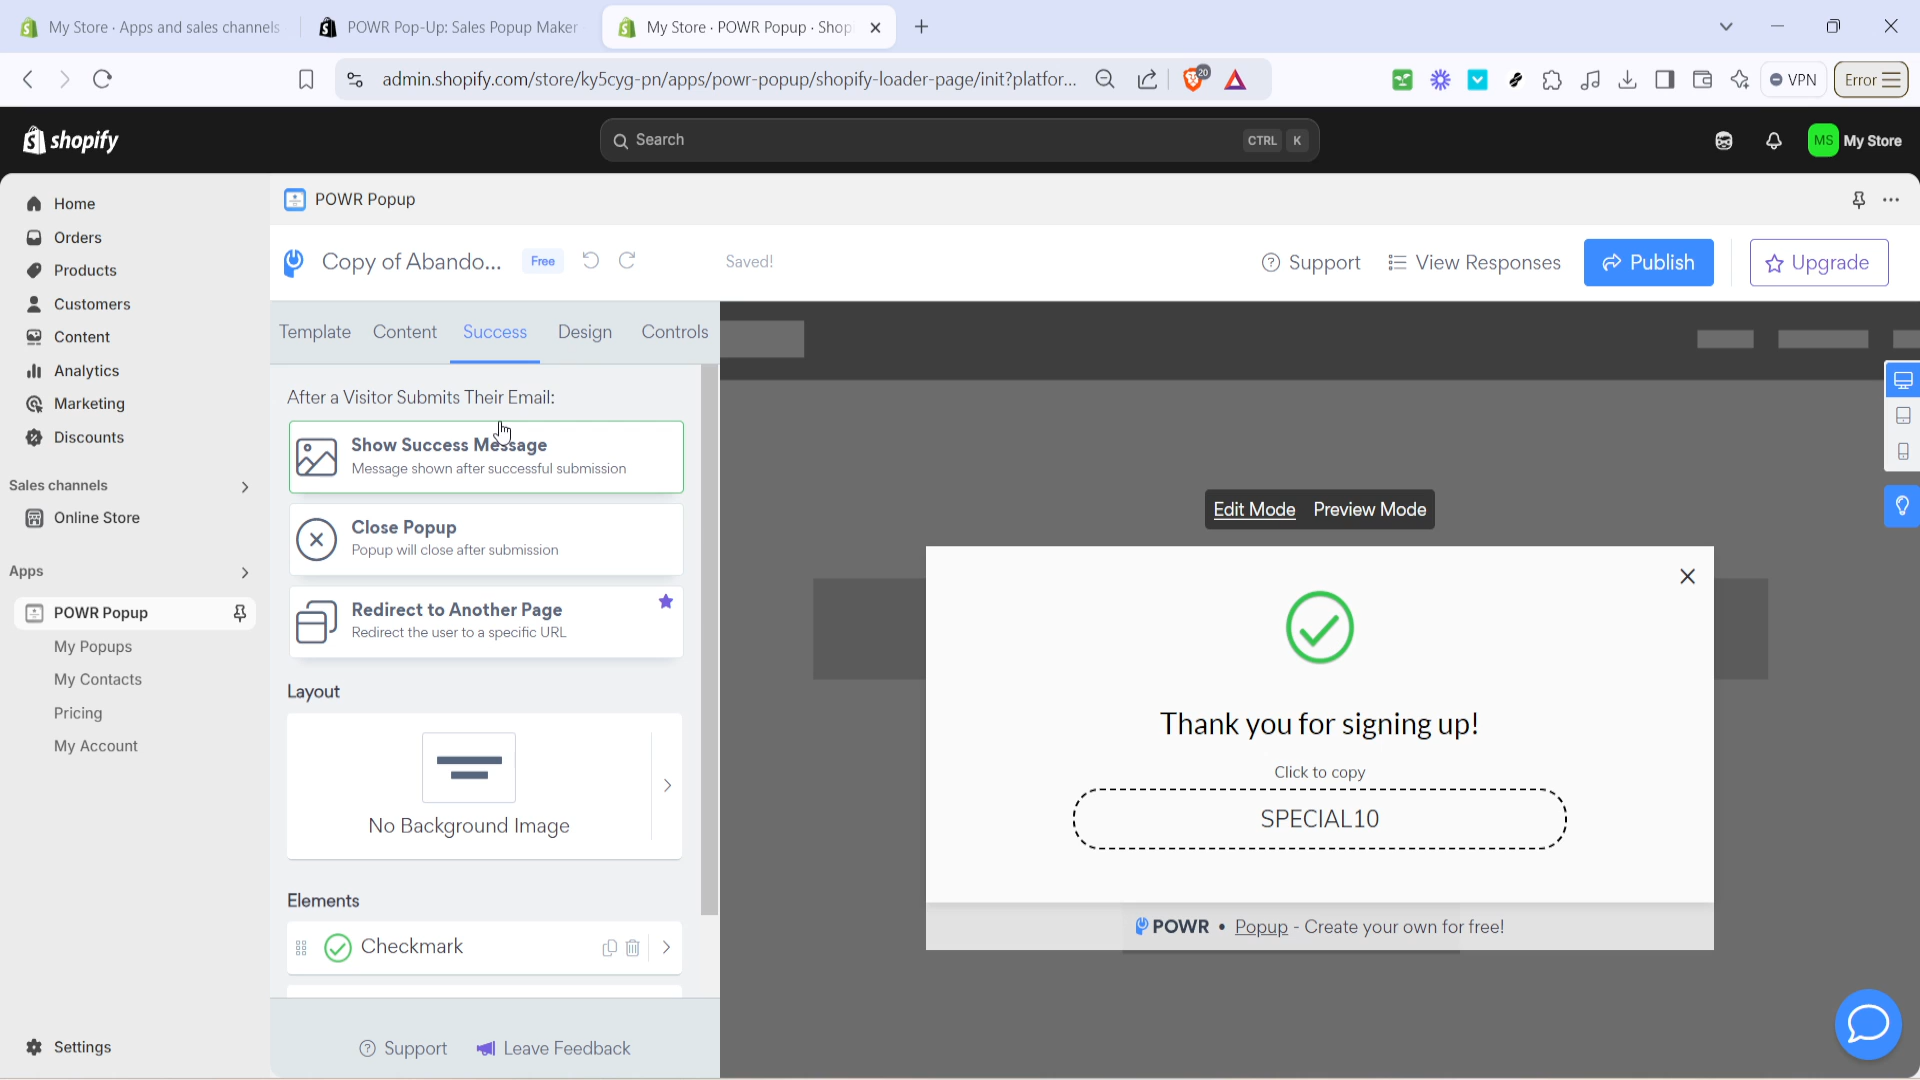 My Store · Apps and sales channels
POWR Pop-Up: Sales Popup Maker
My Store · POWR Popup · Shop
admin.shopify.com/store/ky5cyg-pn/apps/powr-popup/shopify-loader-page/init?platfor...
20
VPN
Error
shopify
Search
CTRL K
MS My Store
Home
Orders
Products
Customers
Content
Analytics
Marketing
Discounts
Sales channels
Online Store
Apps
POWR Popup
My Popups
My Contacts
Pricing
My Account
Settings
POWR Popup
Copy of Abando...
Free
Saved!
Support
View Responses
Publish
Upgrade
Template
Content
Success
Design
Controls
After a Visitor Submits Their Email:
Show Success Message
Message shown after successful submission
Close Popup
Popup will close after submission
Redirect to Another Page
Redirect the user to a specific URL
Layout
No Background Image
Elements
Checkmark
Support
Leave Feedback
Edit Mode
Preview Mode
Thank you for signing up!
Click to copy
SPECIAL10
POWR • Popup - Create your own for free!